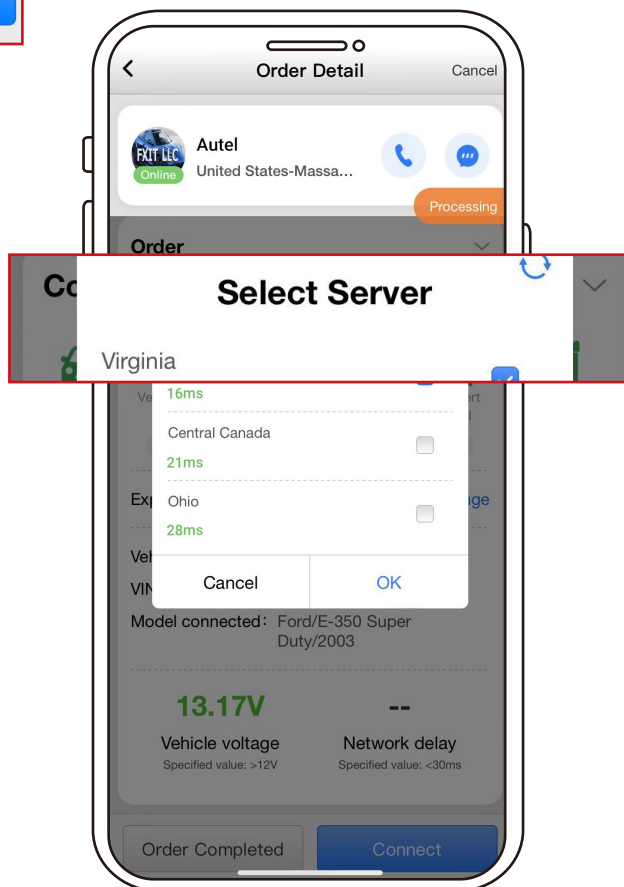 Order Detail
Cancel
FXIT LLC
Online
Autel
United States-Massa...
Processing
Order
Select Server
Virginia
16ms
Central Canada
21ms
Ohio
28ms
Cancel
OK
Model connected: Ford/E-350 Super
Duty/2003
13.17V
--
Vehicle voltage
Network delay
Specified value: >12V
Specified value: <30ms
Order Completed
Connect